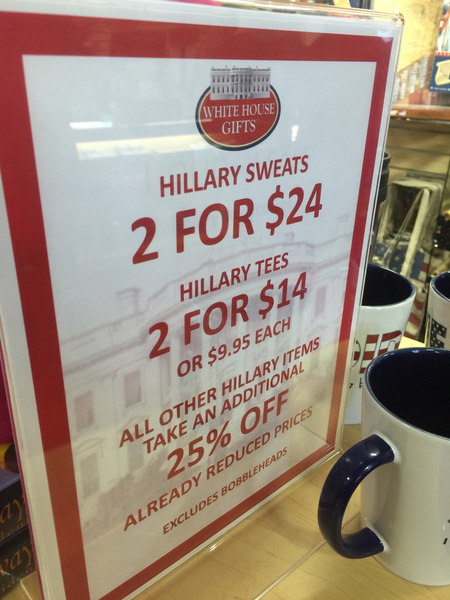 WHITE HOUSE
GIFTS
HILLARY SWEATS
2 FOR $24
HILLARY TEES
2 FOR $14
OR $9.95 EACH
ALL OTHER HILLARY ITEMS
TAKE AN ADDITIONAL
25% OFF
ALREADY REDUCED PRICES
EXCLUDES BOBBLEHEADS